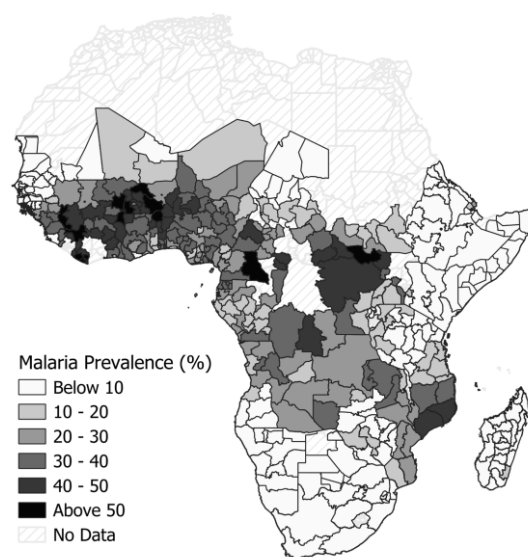 Malaria Prevalence (%)
Below 10
10 - 20
20 - 30
30 - 40
40 - 50
Above 50
No Data